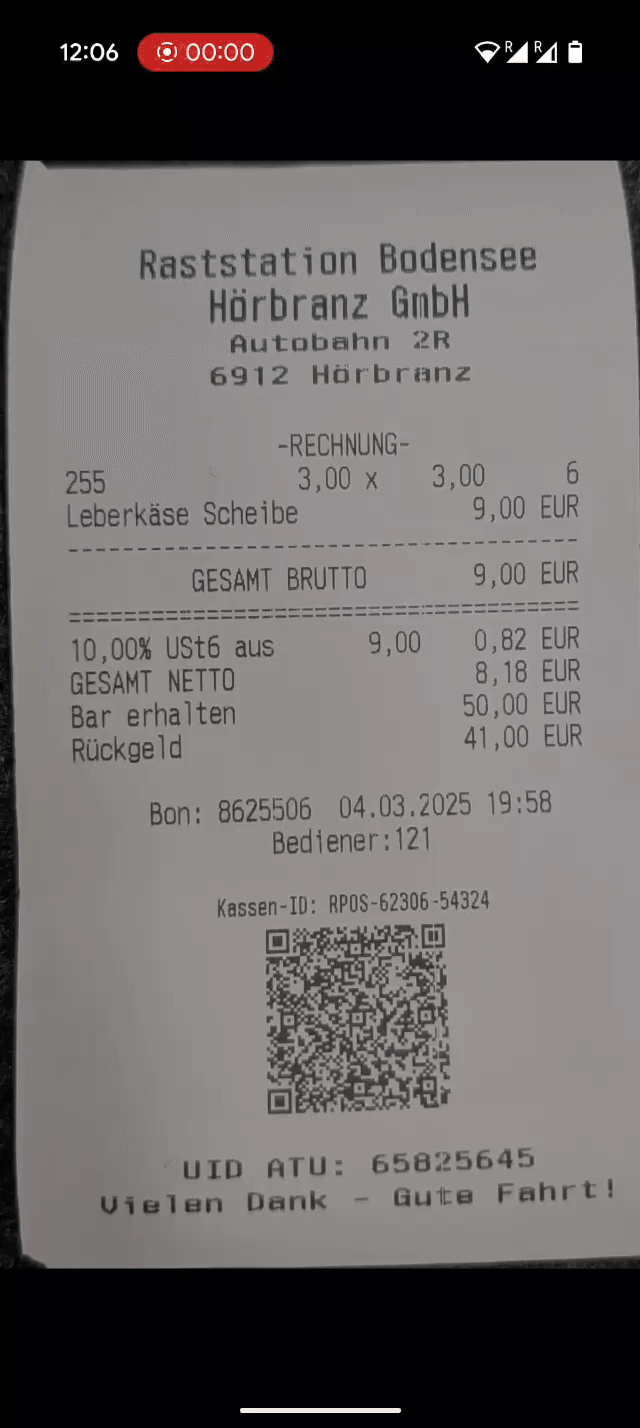 12:06 00:00 R R
Raststation Bodensee
Hörbranz GmbH
Autobahn 2R
6912 Hörbranz
-RECHNUNG-
255 3,00 x 3,00 6
Leberkäse Scheibe 9,00 EUR
GESAMT BRUTTO 9,00 EUR
10,00% USt6 aus 9,00 0,82 EUR
GESAMT NETTO 8,18 EUR
Bar erhalten 50,00 EUR
Rückgeld 41,00 EUR
Bon: 8625506 04.03.2025 19:58
Bediener:121
Kassen-ID: RPOS-62306-54324
UID ATU: 65825645
Vielen Dank - Gute Fahrt!